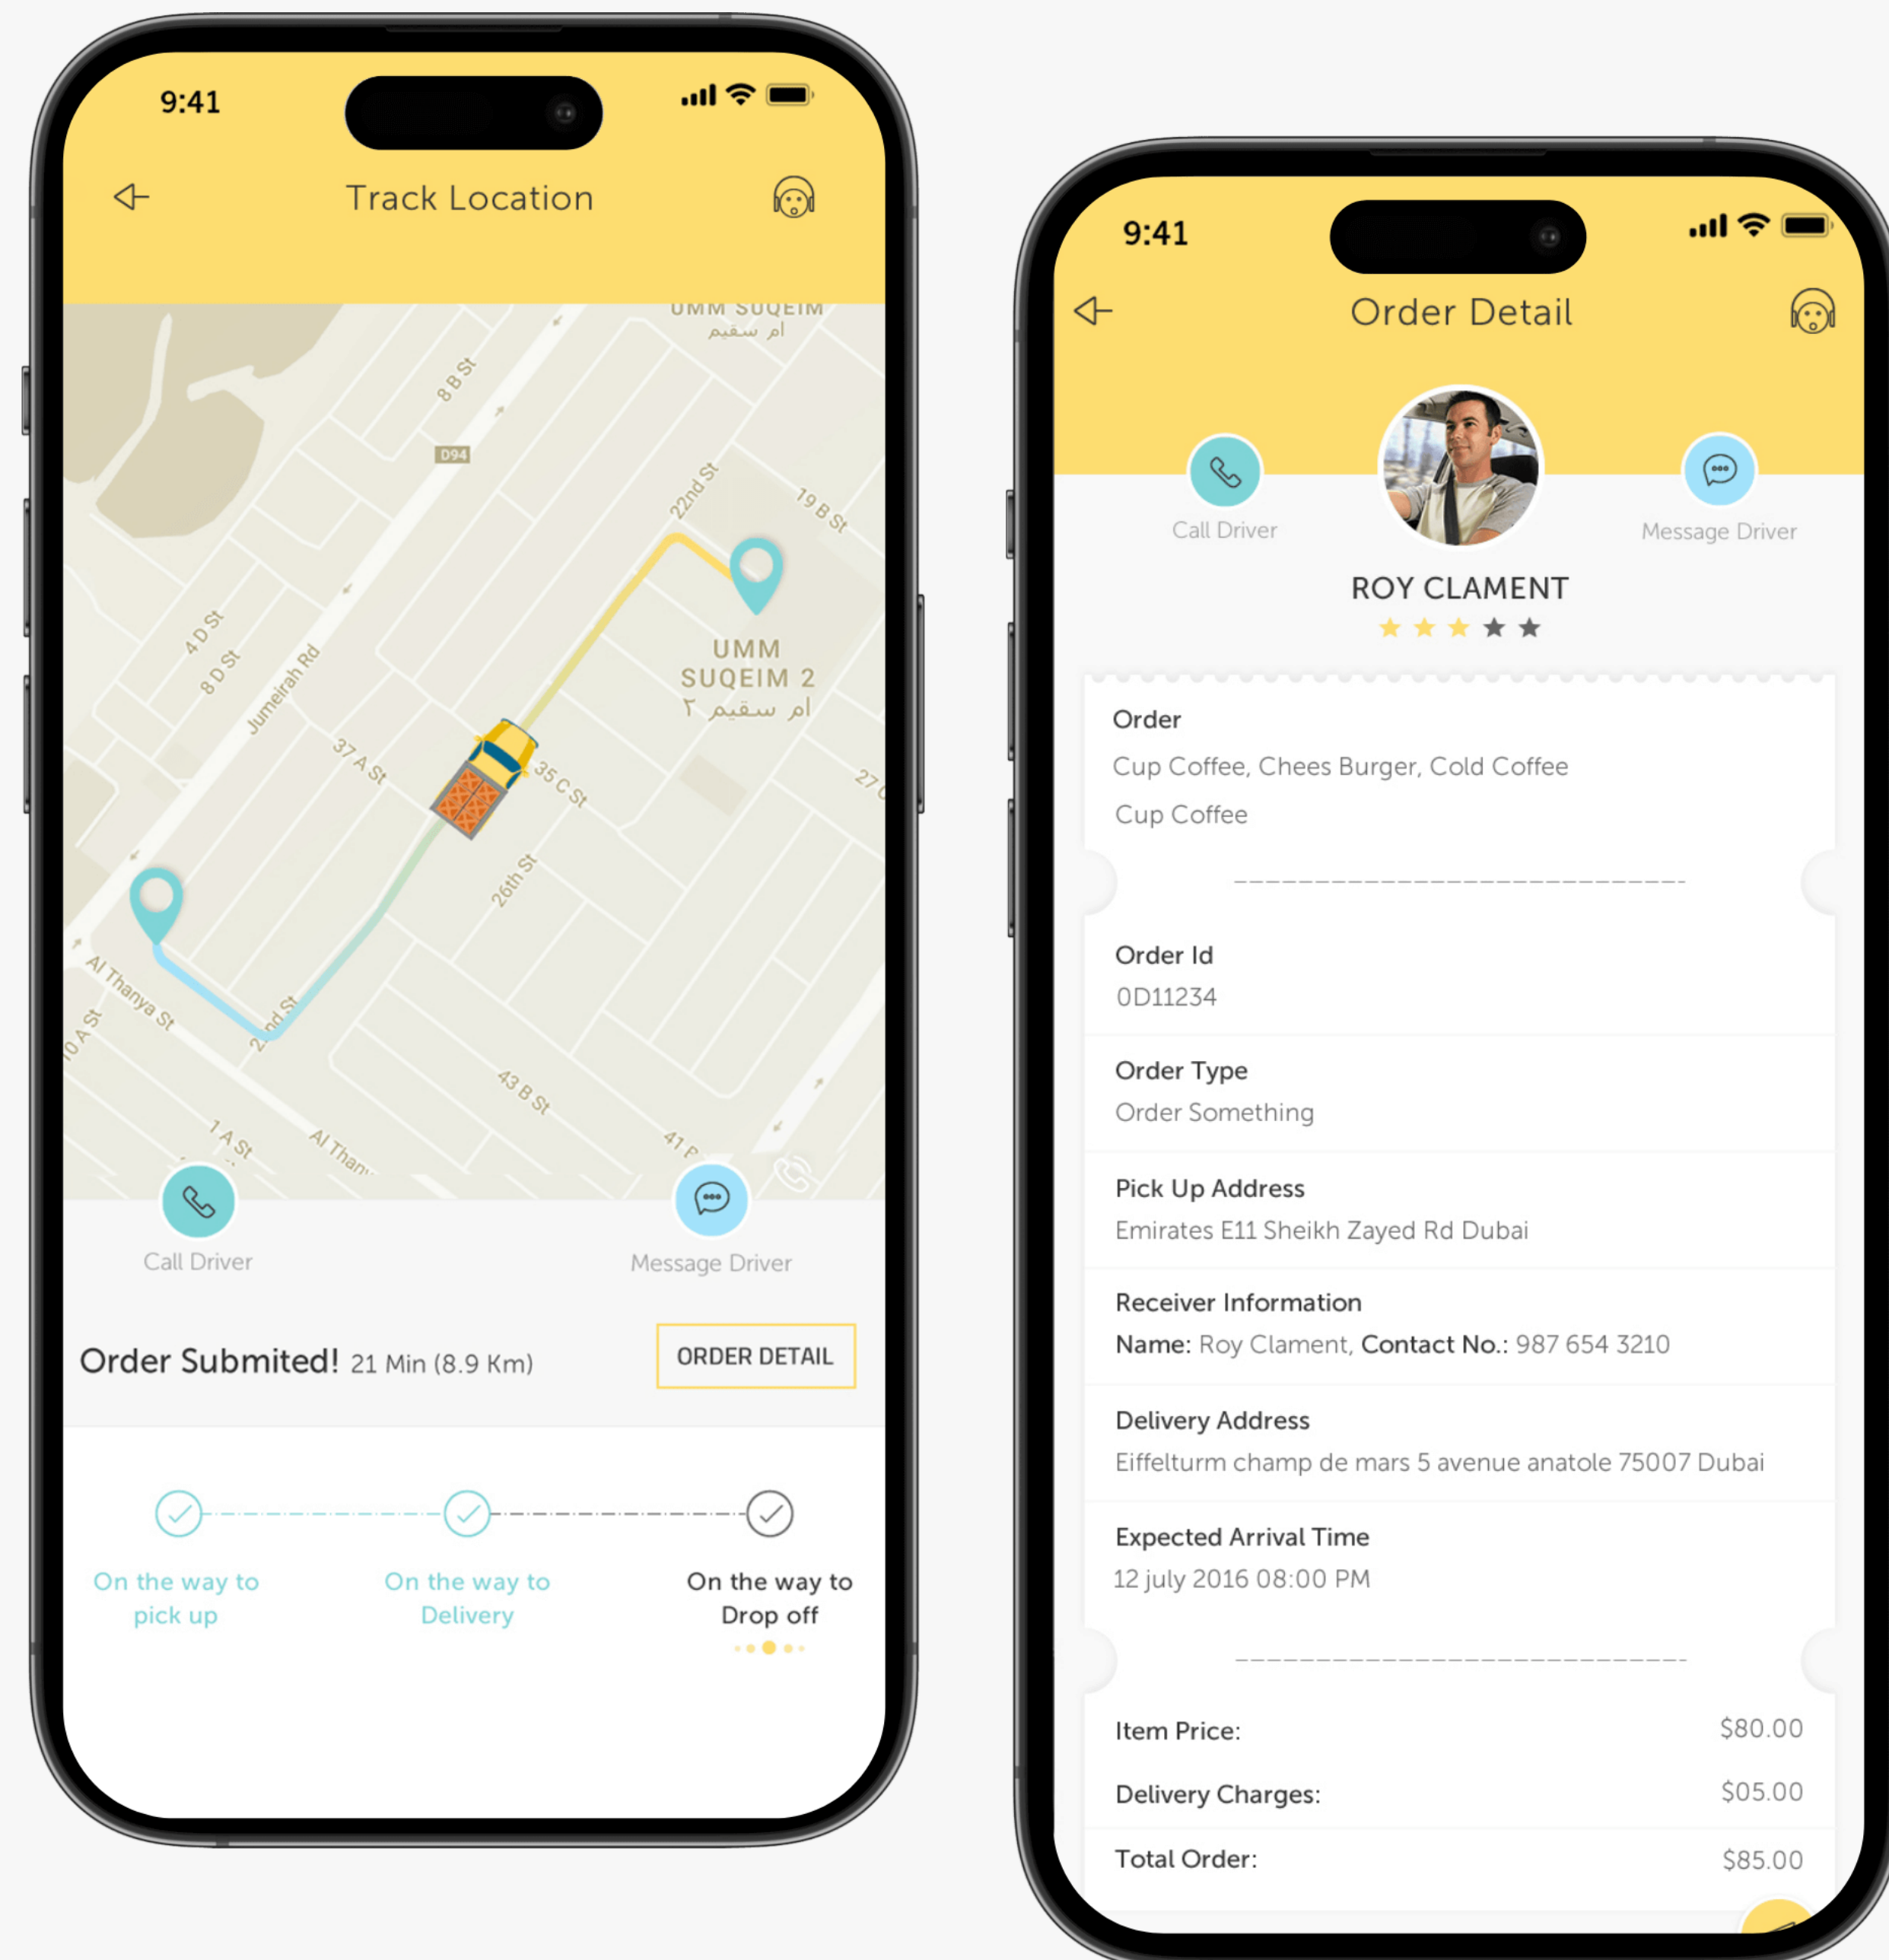 9:41
Track Location
UMM SUQEIM
ام سقيم
8 B St
D94
22nd St
19 B St
4 D St
8 D St
Jumeirah Rd
UMM
SUQEIM 2
ام سقيم ٢
37 A St
35 C St
26th St
Al Thanya St
10 A St
43 B St
1 A St
Call Driver
Message Driver
Order Submited! 21 Min (8.9 Km)
ORDER DETAIL
On the way to
pick up
On the way to
Delivery
On the way to
Drop off
9:41
Order Detail
Call Driver
Message Driver
ROY CLAMENT
Order
Cup Coffee, Chees Burger, Cold Coffee
Cup Coffee
Order Id
0D11234
Order Type
Order Something
Pick Up Address
Emirates E11 Sheikh Zayed Rd Dubai
Receiver Information
Name: Roy Clament, Contact No.: 987 654 3210
Delivery Address
Eiffelturm champ de mars 5 avenue anatole 75007 Dubai
Expected Arrival Time
12 july 2016 08:00 PM
Item Price: $80.00
Delivery Charges: $05.00
Total Order: $85.00